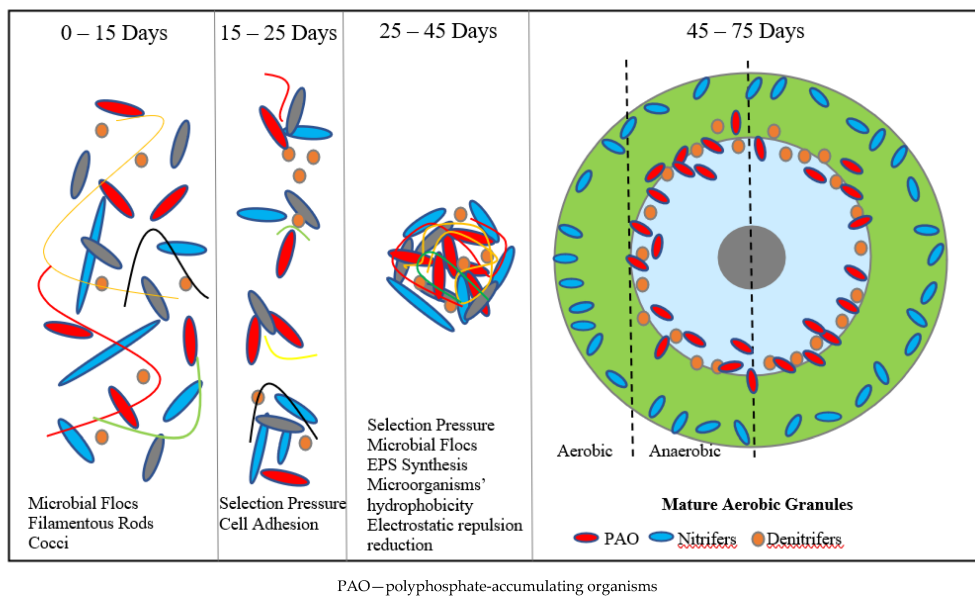 0 – 15 Days
15 – 25 Days
25 – 45 Days
45 – 75 Days
Microbial Flocs
Filamentous Rods
Cocci
Selection Pressure
Cell Adhesion
Selection Pressure
Microbial Flocs
EPS Synthesis
Microorganisms’
hydrophobicity
Electrostatic repulsion
reduction
Aerobic
Anaerobic
Mature Aerobic Granules
PAO
Nitrifers
Denitrifers
PAO—polyphosphate-accumulating organisms